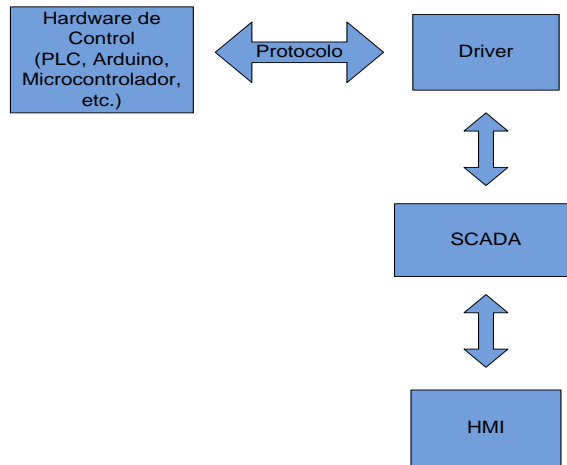 Hardware de
Control
(PLC, Arduino,
Microcontrolador,
etc.)
Protocolo
Driver
SCADA
HMI